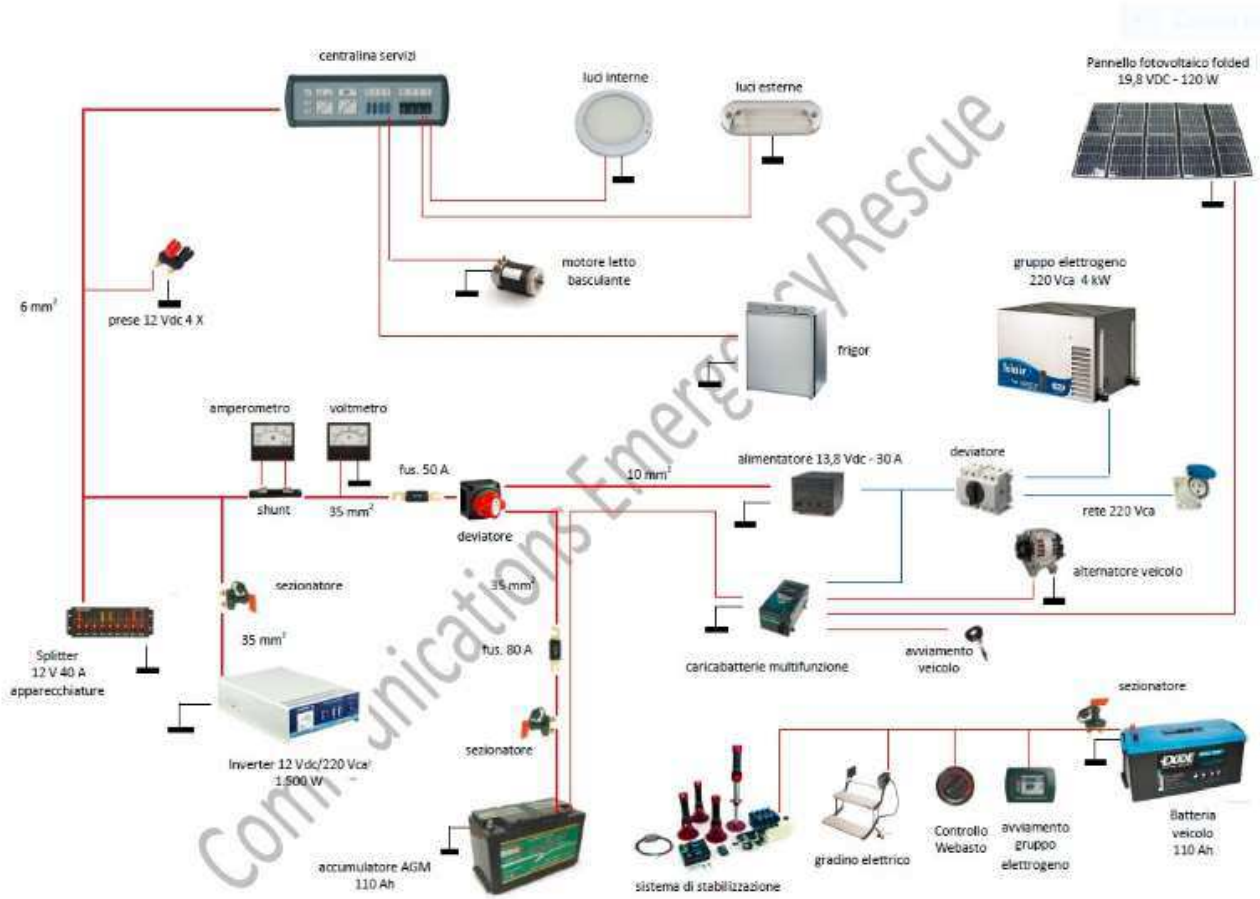 centralina servizi
luci interne
luci esterne
Pannello fotovoltaico folded
19,8 VDC - 120 W
6 mm²
prese 12 Vdc 4 X
motore letto
basculante
frigor
gruppo elettrogeno
220 Vca 4 kW
amperometro
voltmetro
shunt
35 mm²
fus. 50 A
deviatore
10 mm²
alimentatore 13,8 Vdc - 30 A
deviatore
rete 220 Vca
alternatore veicolo
sezionatore
35 mm²
35 mm²
fus. 80 A
caricabatterie multifunzione
avviamento
veicolo
Splitter
12 V 40 A
apparecchiature
Inverter 12 Vdc/220 Vca
1.500 W
sezionatore
accumulatore AGM
110 Ah
sistema di stabilizzazione
gradino elettrico
Controllo
Webasto
avviamento
gruppo
elettrogeno
sezionatore
EXIDE
Batteria
veicolo
110 Ah
Communications Emergency Rescue